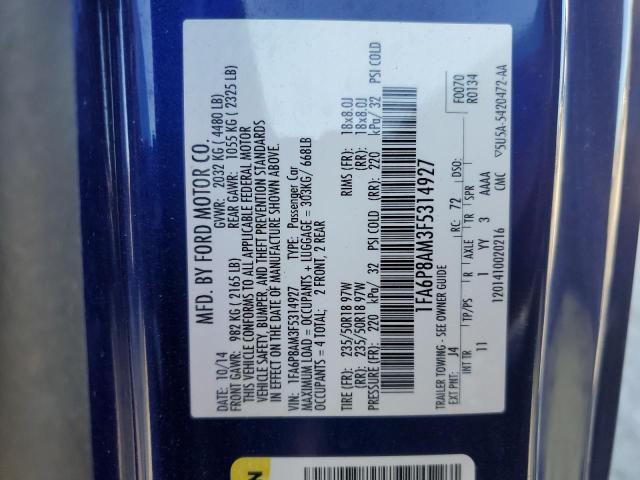 MFD. BY FORD MOTOR CO.
DATE: 10/14 GVWR: 2032 KG ( 4480 LB)
FRONT GAWR: 982 KG ( 2165 LB) REAR GAWR: 1055 KG ( 2325 LB)
THIS VEHICLE CONFORMS TO ALL APPLICABLE FEDERAL MOTOR
VEHICLE SAFETY, BUMPER, AND THEFT PREVENTION STANDARDS
IN EFFECT ON THE DATE OF MANUFACTURE SHOWN ABOVE.
VIN: 1FA6P8AM3F5314927 TYPE: Passenger Car
MAXIMUM LOAD = OCCUPANTS + LUGGAGE = 303KG/ 668LB
OCCUPANTS = 4 TOTAL: 2 FRONT, 2 REAR
TIRE (FR): 235/50R18 97W RIMS (FR): 18x8.0J
(RR): 235/50R18 97W (RR): 18x8.0J
PRESSURE (FR): 220 kPa/ 32 PSI COLD (RR): 220 kPa/ 32 PSI COLD
1FA6P8AM3F5314927
TRAILER TOWING - SEE OWNER GUIDE
F0070
EXT PNT: J4 RC: 72 DSO: R0134
INT TR TP/PS R AXLE TR SPR
11 1 YY 3 AAAA
1201410020216 CMC 5U5A-5420472-AA
N